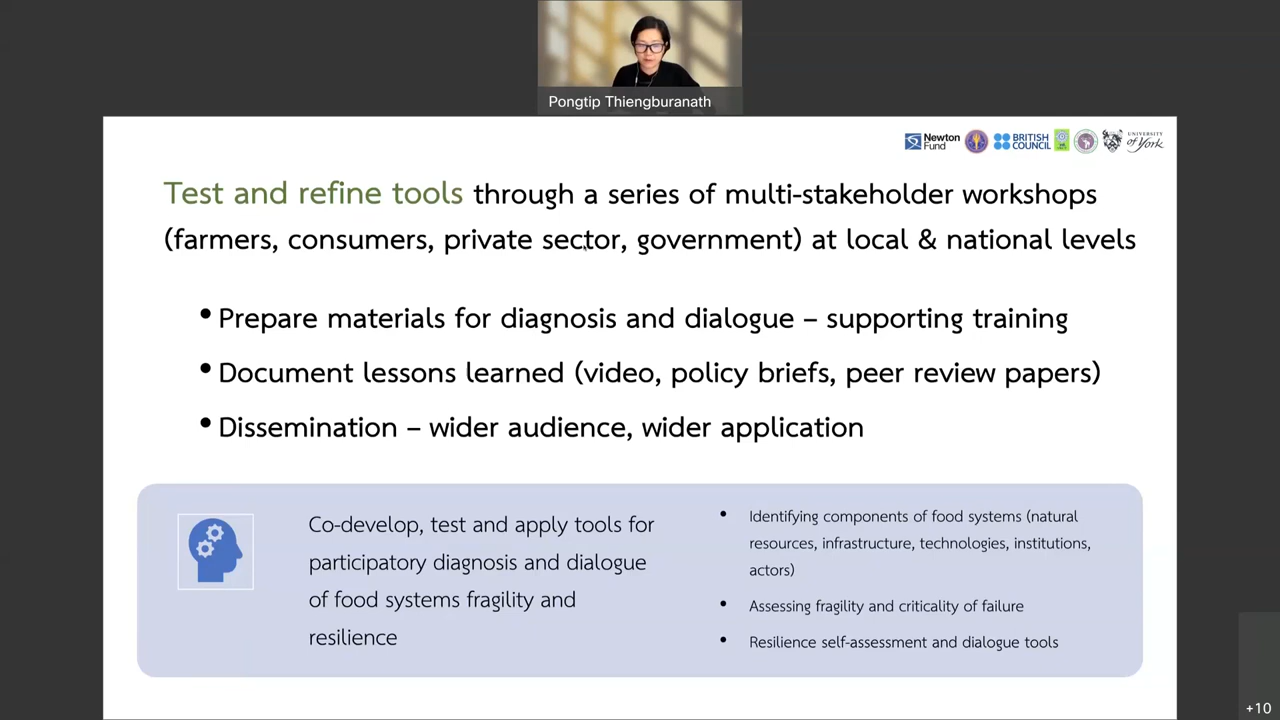 Pongtip Thiengburanath
Newton
Fund
BRITISH
COUNCIL
UNIVERSITY
of York
Test and refine tools through a series of multi-stakeholder workshops
(farmers, consumers, private sector, government) at local & national levels
• Prepare materials for diagnosis and dialogue – supporting training
• Document lessons learned (video, policy briefs, peer review papers)
• Dissemination – wider audience, wider application
Co-develop, test and apply tools for
participatory diagnosis and dialogue
of food systems fragility and
resilience
• Identifying components of food systems (natural
resources, infrastructure, technologies, institutions,
actors)
• Assessing fragility and criticality of failure
• Resilience self-assessment and dialogue tools
+10